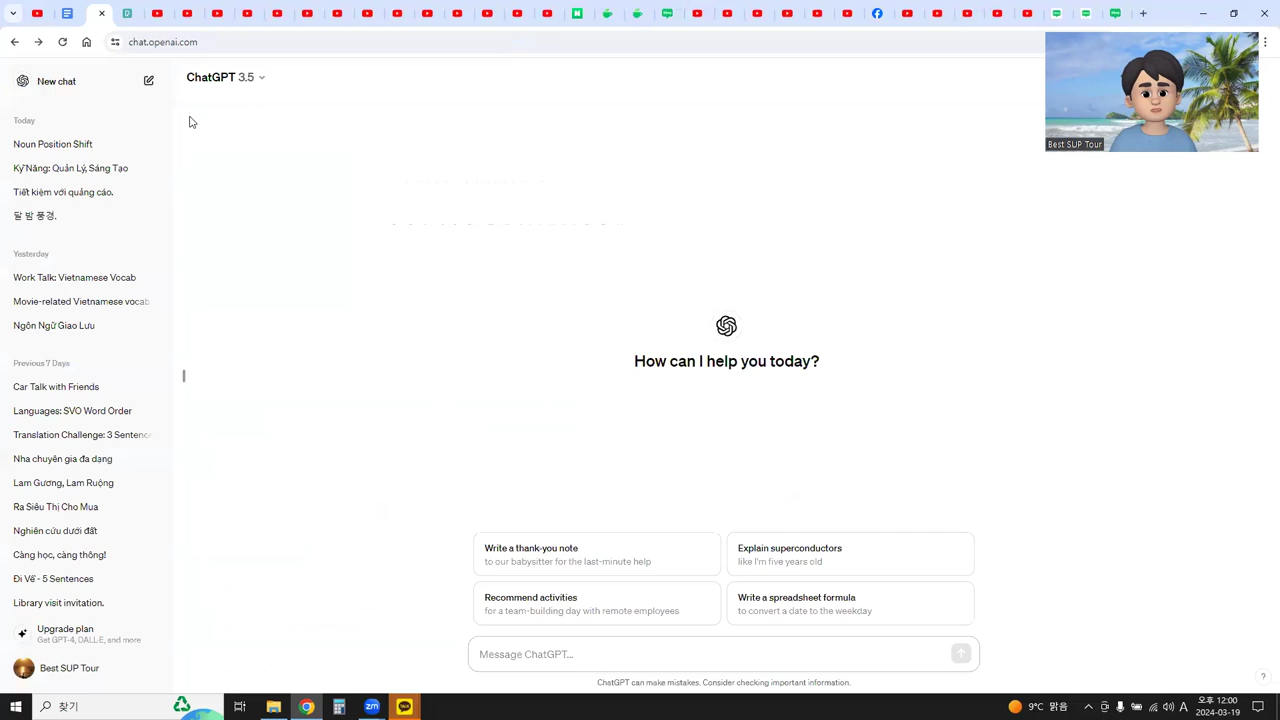 chat.openai.com
ChatGPT 3.5
New chat
Today
Noun Position Shift
Kỹ Năng: Quản Lý, Sáng Tạo
Tiết kiệm với quảng cáo.
달 밤 풍경.
Yesterday
Work Talk: Vietnamese Vocab
Movie-related Vietnamese vocab
Ngôn Ngữ Giao Lưu
Previous 7 Days
Car Talk with Friends
Languages: SVO Word Order
Translation Challenge: 3 Sentenc
Nhà chuyên gia đa dạng
Lam Gương, Lam Ruộng
Ra Siêu Thị Cho Mua
Nghiên cứu dưới đất
Càng học, càng thông!
Đi Về - 5 Sentences
Library visit invitation.
Upgrade plan
Get GPT-4, DALL·E, and more
Best SUP Tour
Best SUP Tour
How can I help you today?
Write a thank-you note
to our babysitter for the last-minute help
Explain superconductors
like I'm five years old
Recommend activities
for a team-building day with remote employees
Write a spreadsheet formula
to convert a date to the weekday
Message ChatGPT...
ChatGPT can make mistakes. Consider checking important information.
?
찾기
zm
9°C 맑음
A
오후 12:00
2024-03-19